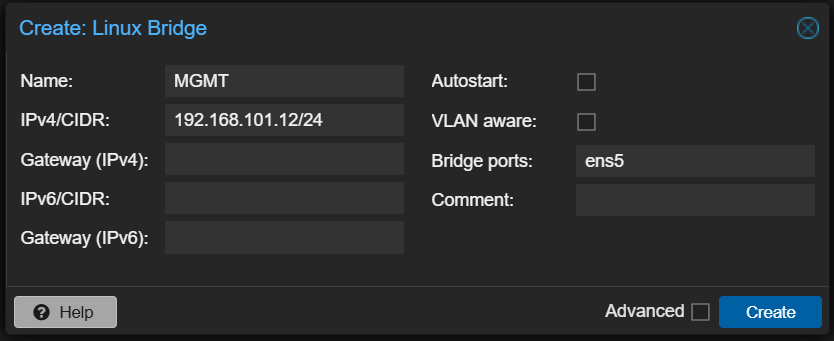 Create: Linux Bridge
Name: MGMT
Autostart:
IPv4/CIDR: 192.168.101.12/24
VLAN aware:
Gateway (IPv4):
Bridge ports: ens5
IPv6/CIDR:
Comment:
Gateway (IPv6):
? Help
Advanced
Create